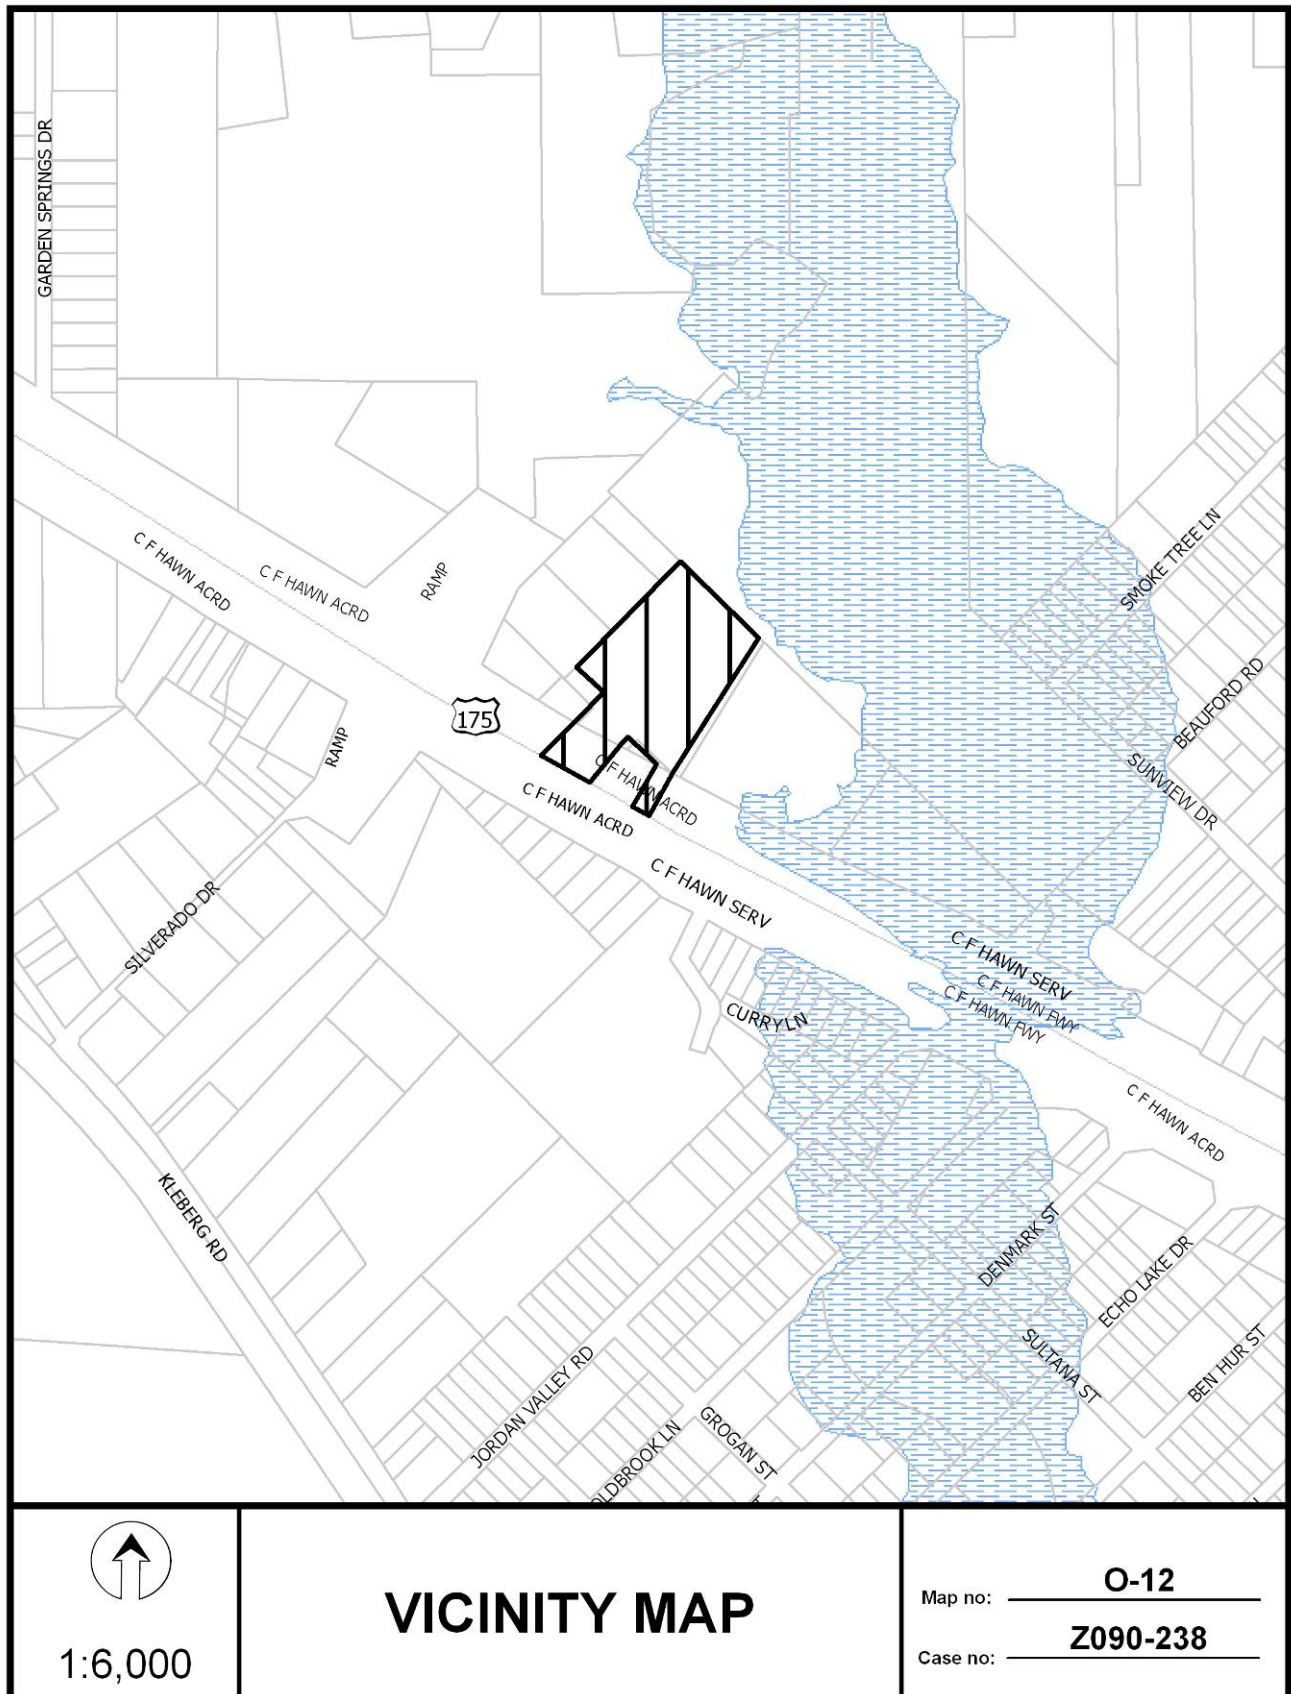 GARDEN SPRINGS DR
C F HAWN ACRD
C F HAWN ACRD
RAMP
SMOKE TREE LN
BEAUFORD RD
SUNVIEW DR
175
RAMP
C F HAWN ACRD
C F HAWN ACRD
C F HAWN SERV
SILVERADO DR
C F HAWN SERV
C F HAWN FWY
C F HAWN FWY
CURRY LN
C F HAWN ACRD
KLEBERG RD
DENMARK ST
ECHO LAKE DR
SULTANA ST
BEN HUR ST
JORDAN VALLEY RD
OLDBROOK LN
GROGAN ST
1:6,000
VICINITY MAP
Map no: O-12
Case no: Z090-238